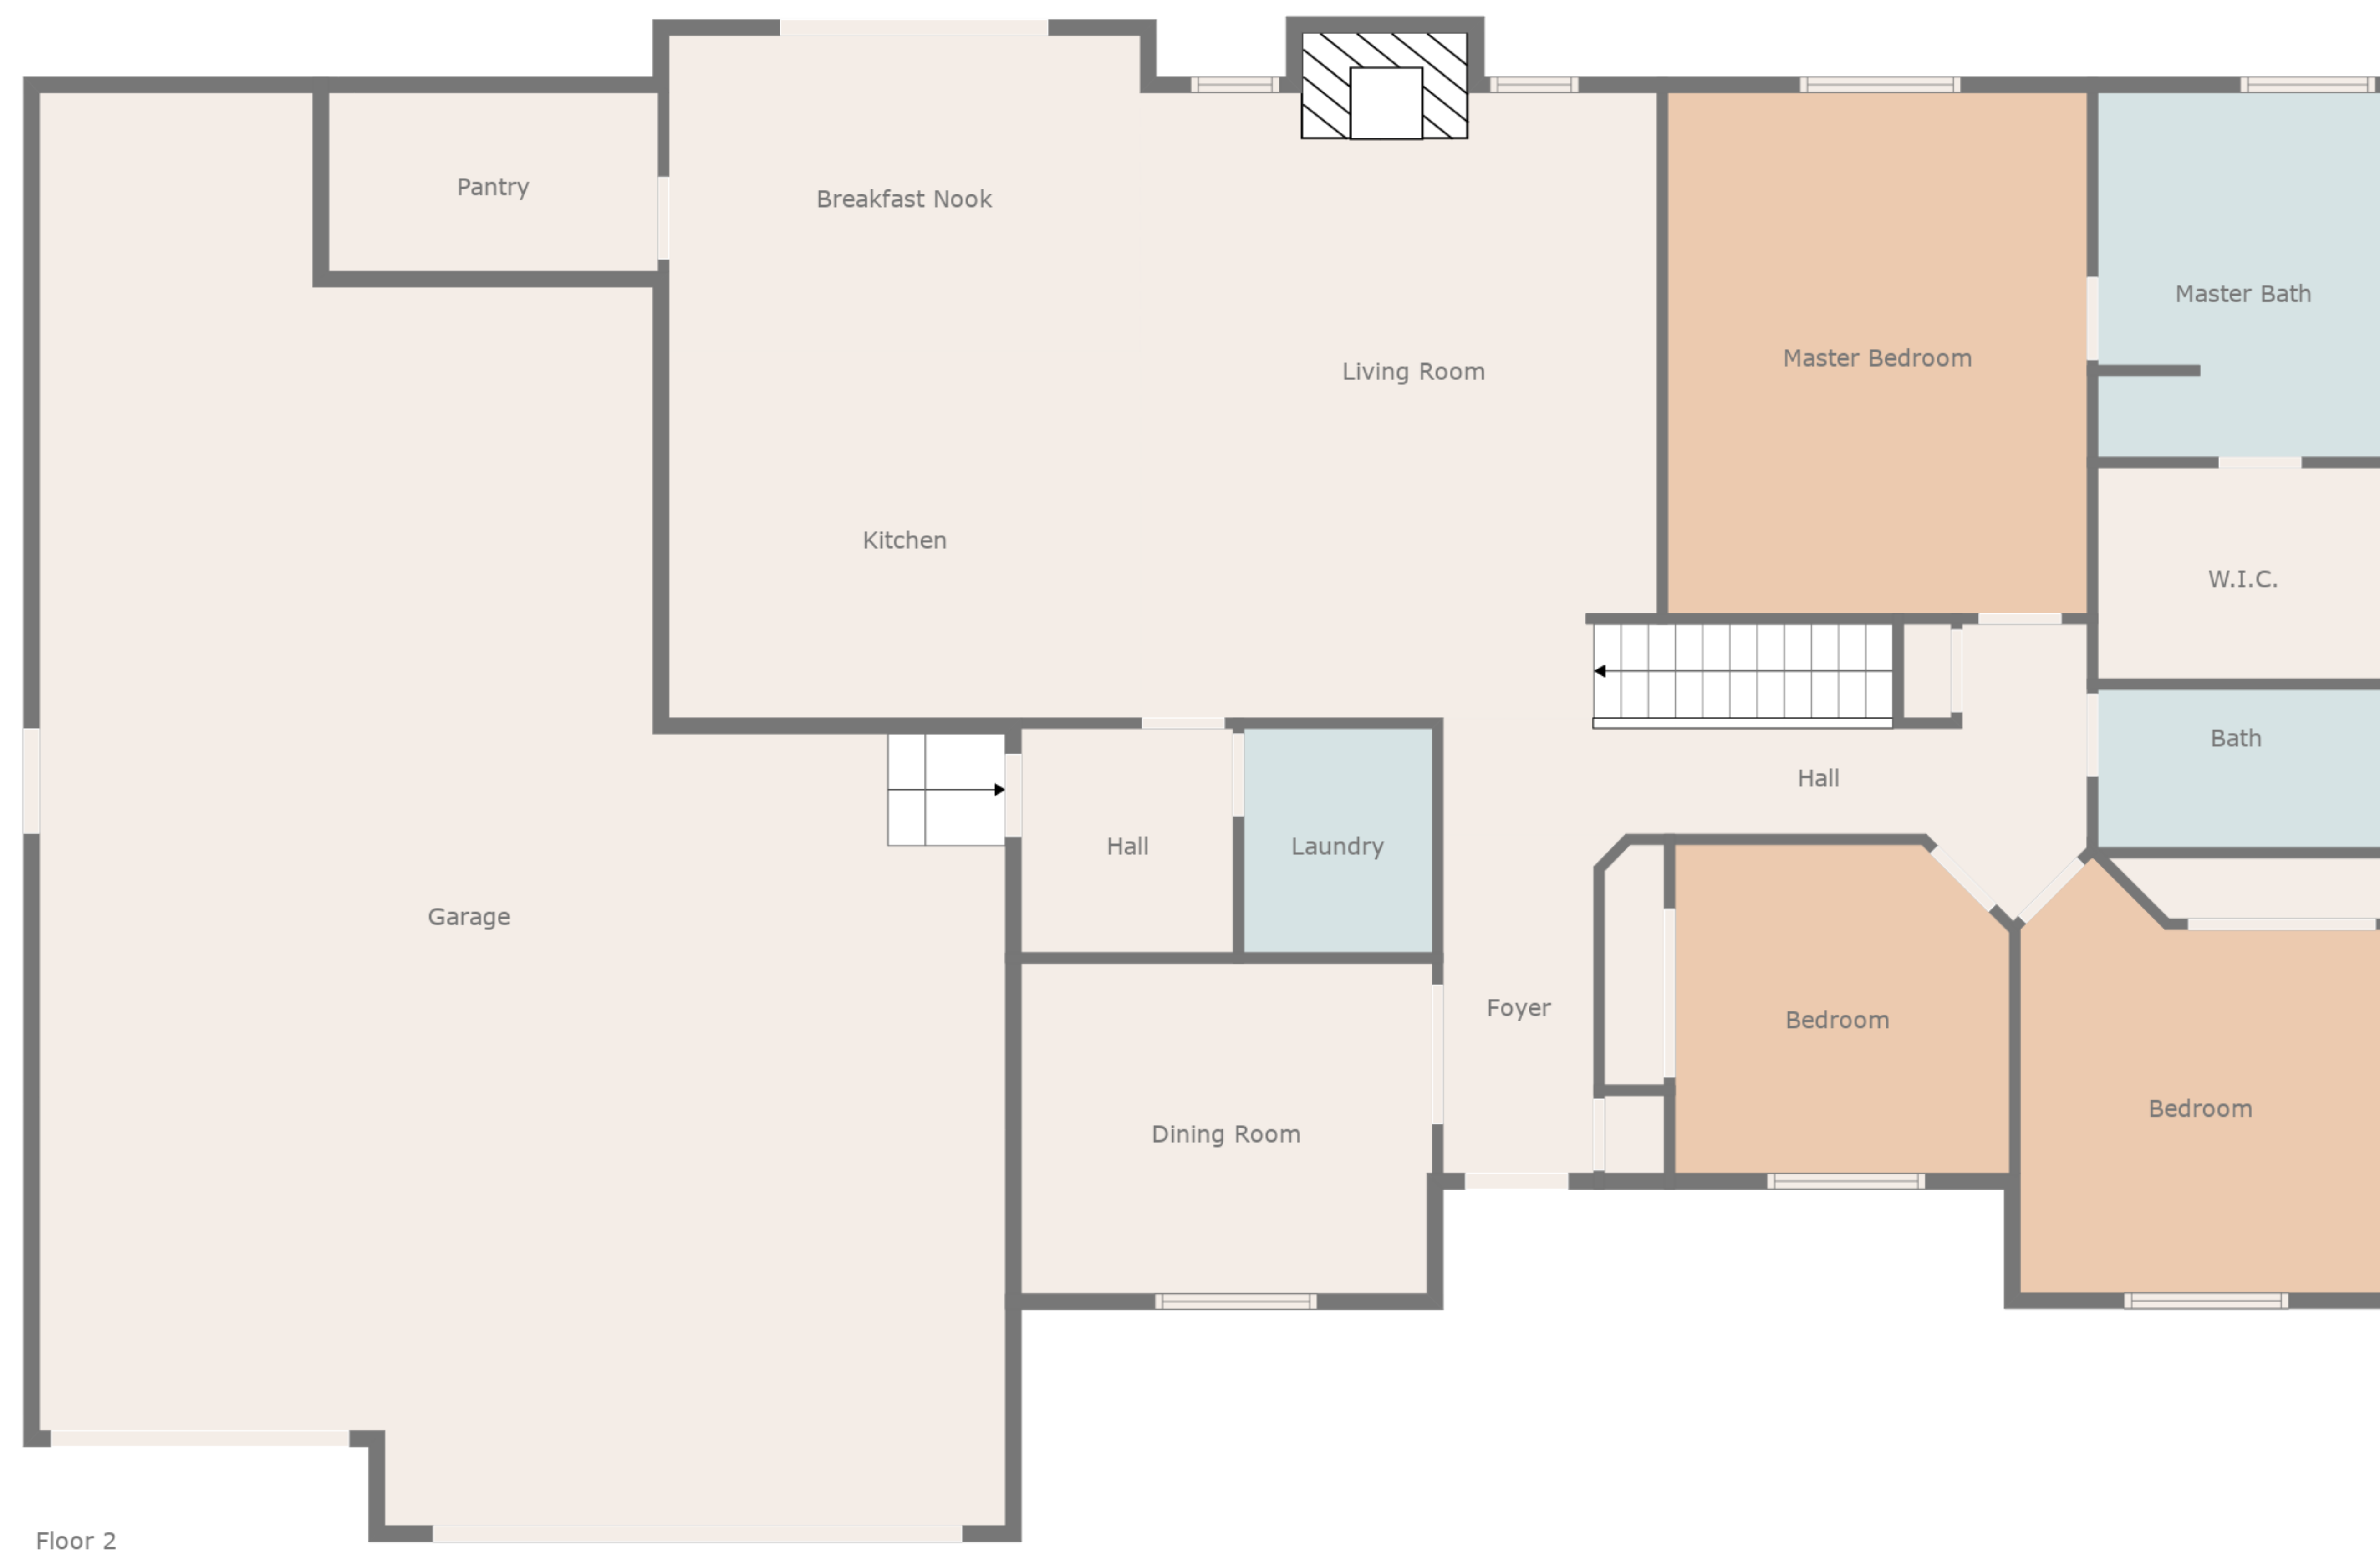 Pantry
Breakfast Nook
Master Bath
Master Bedroom
Living Room
Kitchen
W.I.C.
Bath
Hall
Hall
Laundry
Garage
Foyer
Bedroom
Bedroom
Dining Room
Floor 2